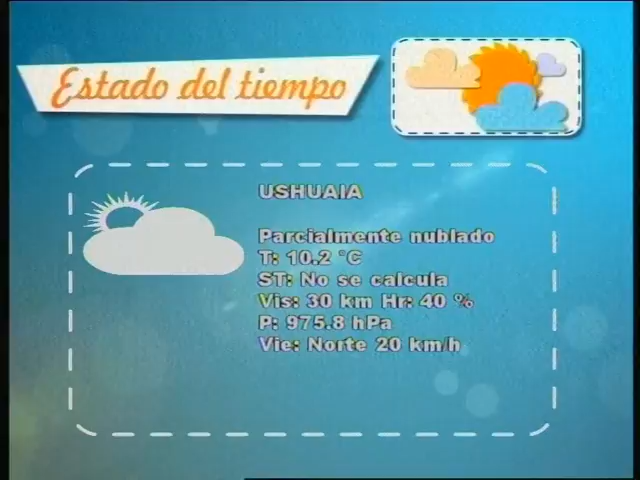 Estado del tiempo
USHUAIA
Parcialmente nublado
T: 10.2 °C
ST: No se calcula
Vis: 30 km Hr: 40 %
P: 975.8 hPa
Vie: Norte 20 km/h